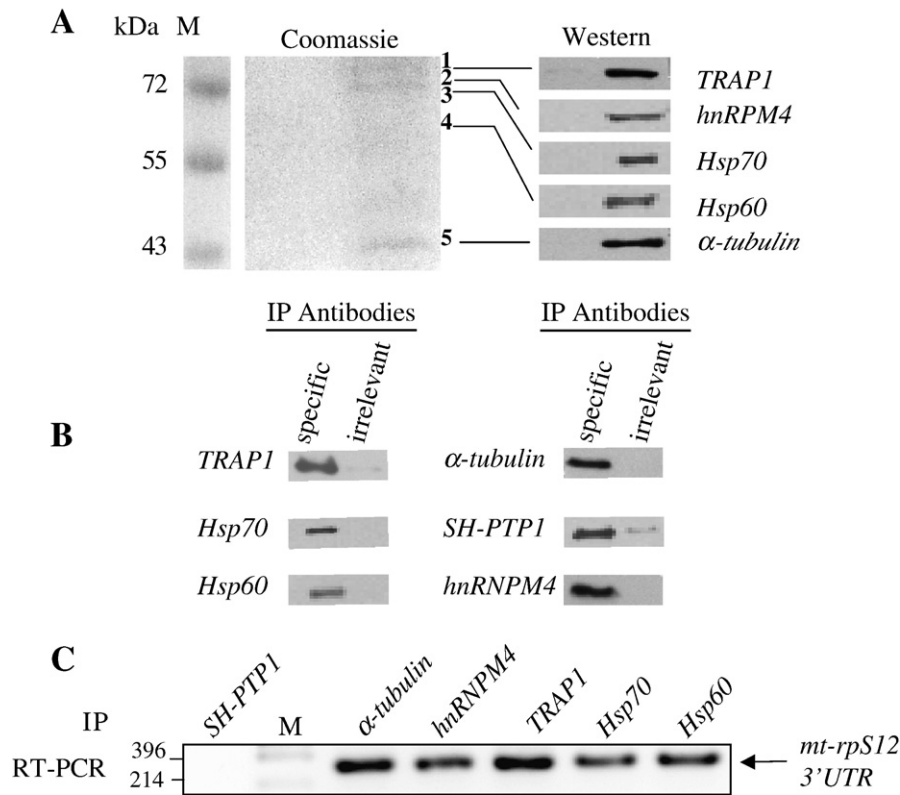 A
kDa M
Coomassie
Western
72
55
43
1
2
3
4
5
TRAP1
hnRPM4
Hsp70
Hsp60
α-tubulin
B
IP Antibodies
specific
irrelevant
TRAP1
Hsp70
Hsp60
IP Antibodies
specific
irrelevant
α-tubulin
SH-PTP1
hnRNPM4
C
IP
SH-PTP1
M
α-tubulin
hnRNPM4
TRAP1
Hsp70
Hsp60
RT-PCR
396
214
mt-rpS12
3'UTR